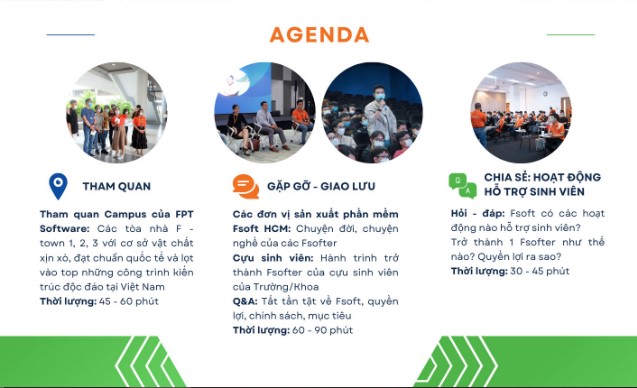 AGENDA
THAM QUAN
Tham quan Campus của FPT
Software: Các tòa nhà F -
town 1, 2, 3 với cơ sở vật chất
xịn xò, đạt chuẩn quốc tế và lọt
vào top những công trình kiến
trúc độc đáo tại Việt Nam
Thời lượng: 45 - 60 phút
GẶP GỠ - GIAO LƯU
Các đơn vị sản xuất phần mềm
Fsoft HCM: Chuyện đời, chuyện
nghề của các Fsofter
Cựu sinh viên: Hành trình trở
thành Fsofter của cựu sinh viên
của Trường/Khoa
Q&A: Tất tần tật về Fsoft, quyền
lợi, chính sách, mục tiêu
Thời lượng: 60 - 90 phút
Q
A
CHIA SẺ: HOẠT ĐỘNG
HỖ TRỢ SINH VIÊN
Hỏi - đáp: Fsoft có các hoạt
động nào hỗ trợ sinh viên?
Trở thành 1 Fsofter như thế
nào? Quyền lợi ra sao?
Thời lượng: 30 - 45 phút